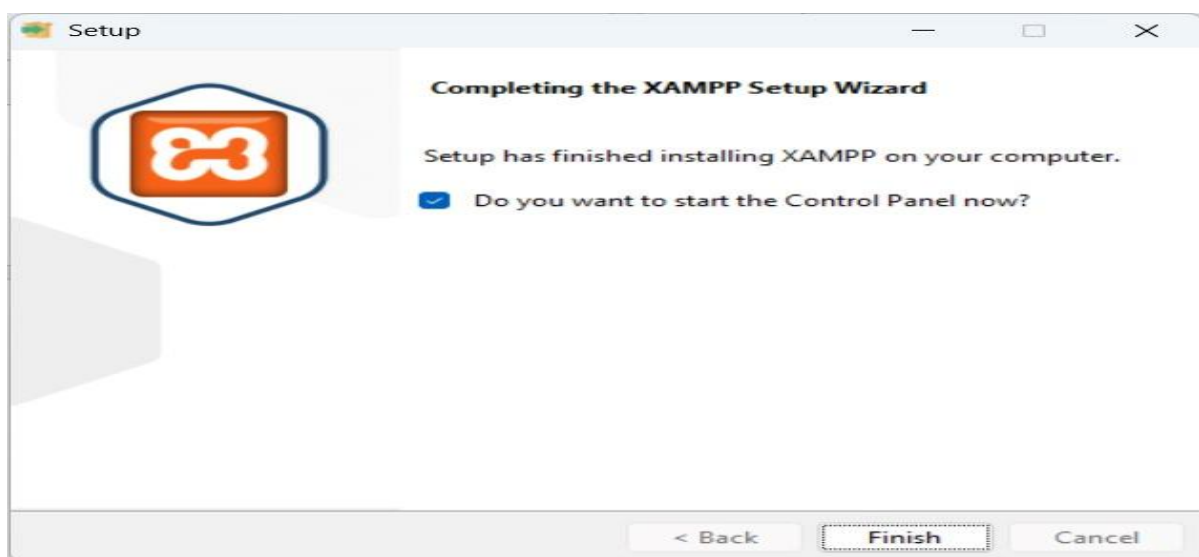 Setup
Completing the XAMPP Setup Wizard
Setup has finished installing XAMPP on your computer.
Do you want to start the Control Panel now?
< Back
Finish
Cancel